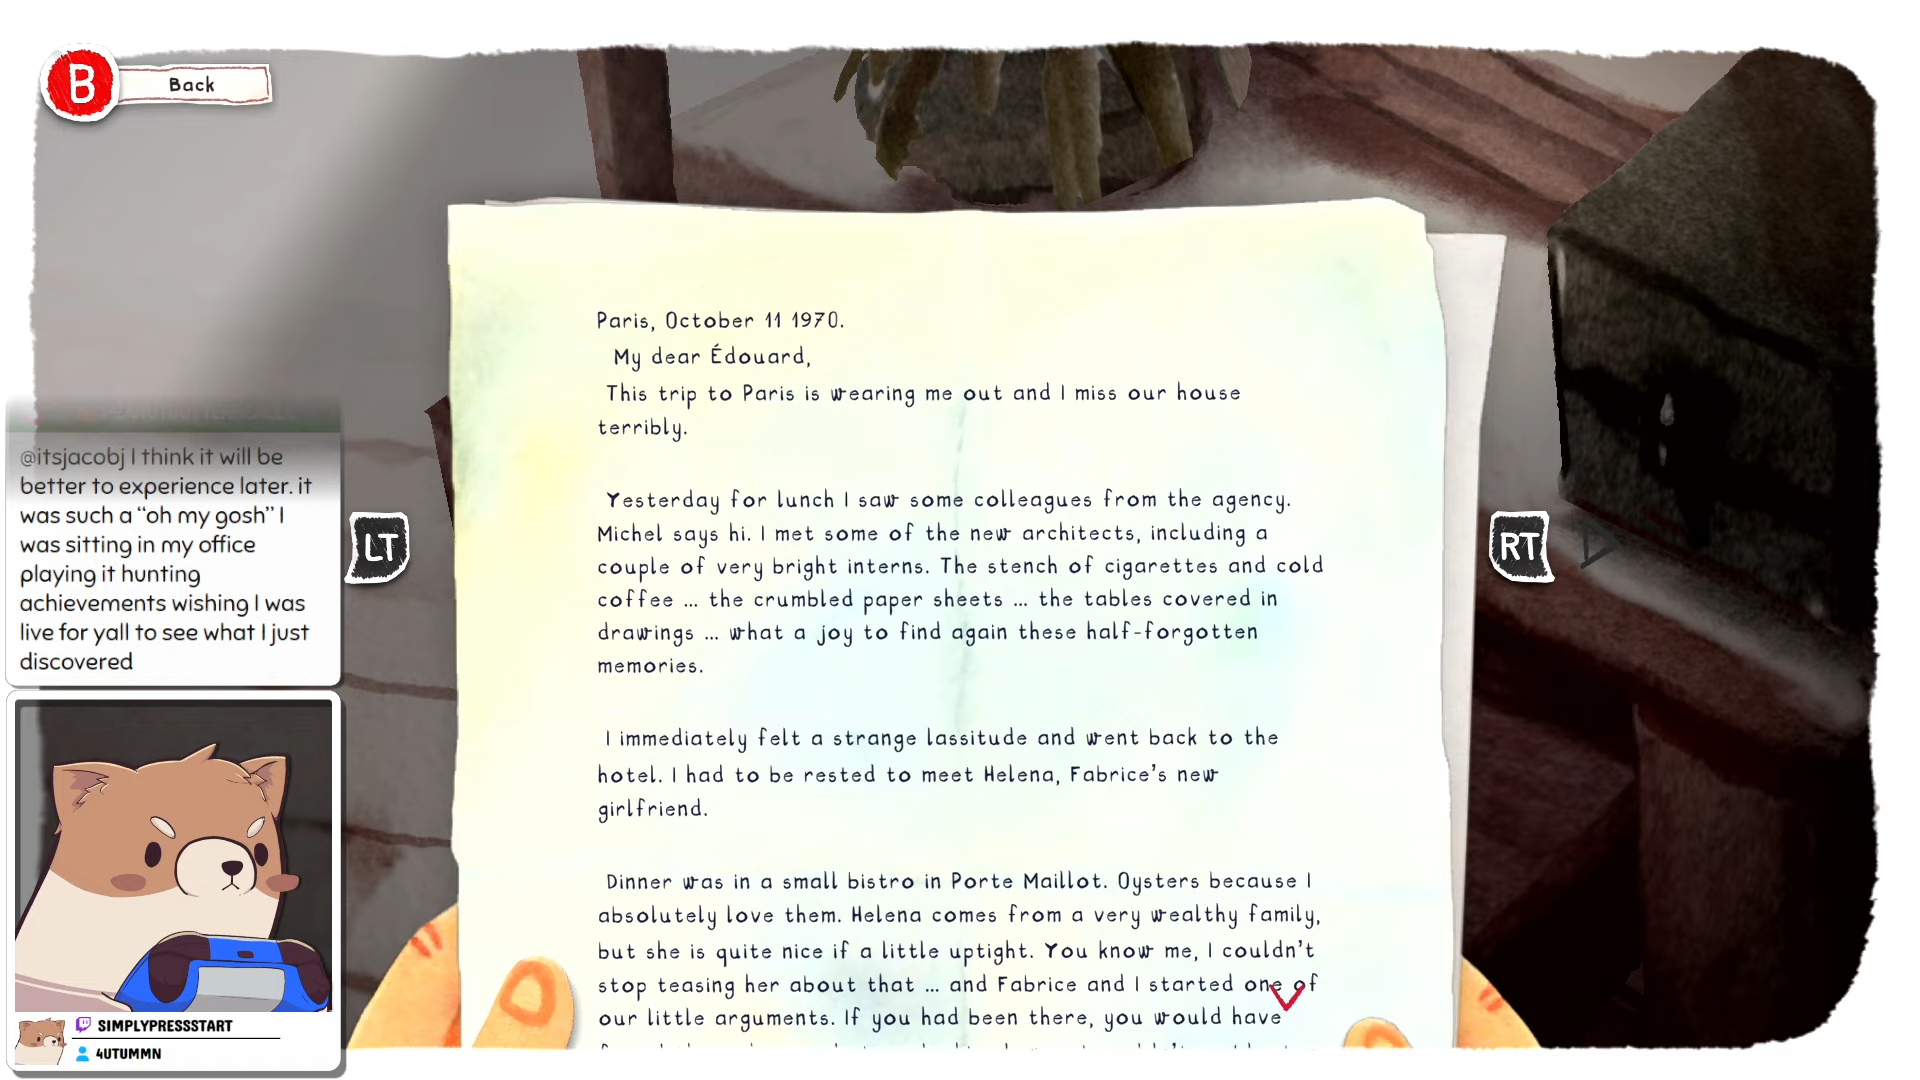 B Back
Paris, October 11 1970.
My dear Édouard,
This trip to Paris is wearing me out and I miss our house
terribly.
Yesterday for lunch I saw some colleagues from the agency.
Michel says hi. I met some of the new architects, including a
couple of very bright interns. The stench of cigarettes and cold
coffee ... the crumbled paper sheets ... the tables covered in
drawings ... what a joy to find again these half-forgotten
memories.
I immediately felt a strange lassitude and went back to the
hotel. I had to be rested to meet Helena, Fabrice's new
girlfriend.
Dinner was in a small bistro in Porte Maillot. Oysters because I
absolutely love them. Helena comes from a very wealthy family,
but she is quite nice if a little uptight. You know me, I couldn't
stop teasing her about that ... and Fabrice and I started one of
our little arguments. If you had been there, you would have
LT
RT
@itsjacobj I think it will be
better to experience later. it
was such a “oh my gosh” I
was sitting in my office
playing it hunting
achievements wishing I was
live for yall to see what I just
discovered
SIMPLYPRESSSTART
4UTUMMN